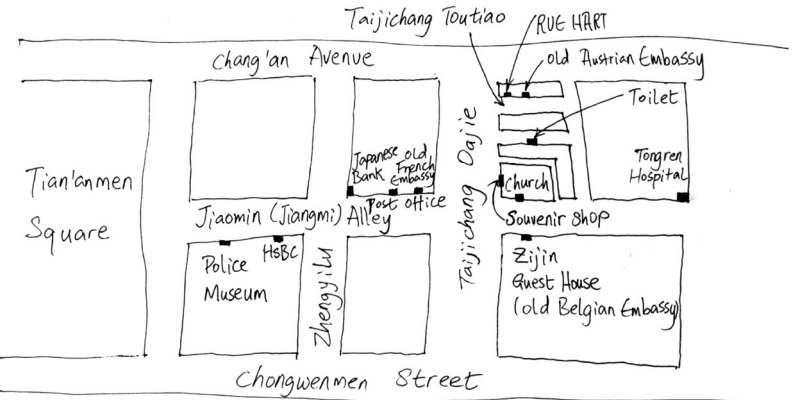 Taijichang Toutiao
RUE HART
Chang'an Avenue
old Austrian Embassy
Toilet
Taijichang Dajie
Japanese
Bank
old
French
Embassy
Post office
Tongren
Hospital
Church
Tian'anmen
Square
Jiaomin (Jiangmi) Alley
Souvenir shop
Police
Museum
HSBC
Zhengyilu
Zijin
Guest House
(old Belgian Embassy)
Chongwenmen Street